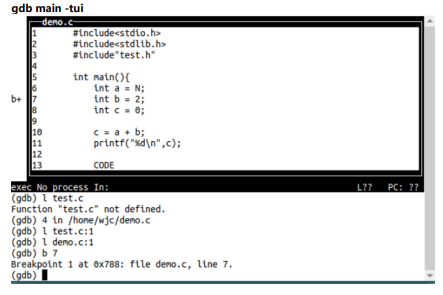 gdb main -tui
demo.c
1 #include<stdio.h>
2 #include<stdlib.h>
3 #include"test.h"
4
5 int main(){
6 int a = N;
b+ 7 int b = 2;
8 int c = 0;
9
10 c = a + b;
11 printf("%d\n",c);
12
13 CODE
exec No process In: L?? PC: ??
(gdb) l test.c
Function "test.c" not defined.
(gdb) 4 in /home/wjc/demo.c
(gdb) l test.c:1
(gdb) l demo.c:1
(gdb) b 7
Breakpoint 1 at 0x788: file demo.c, line 7.
(gdb)